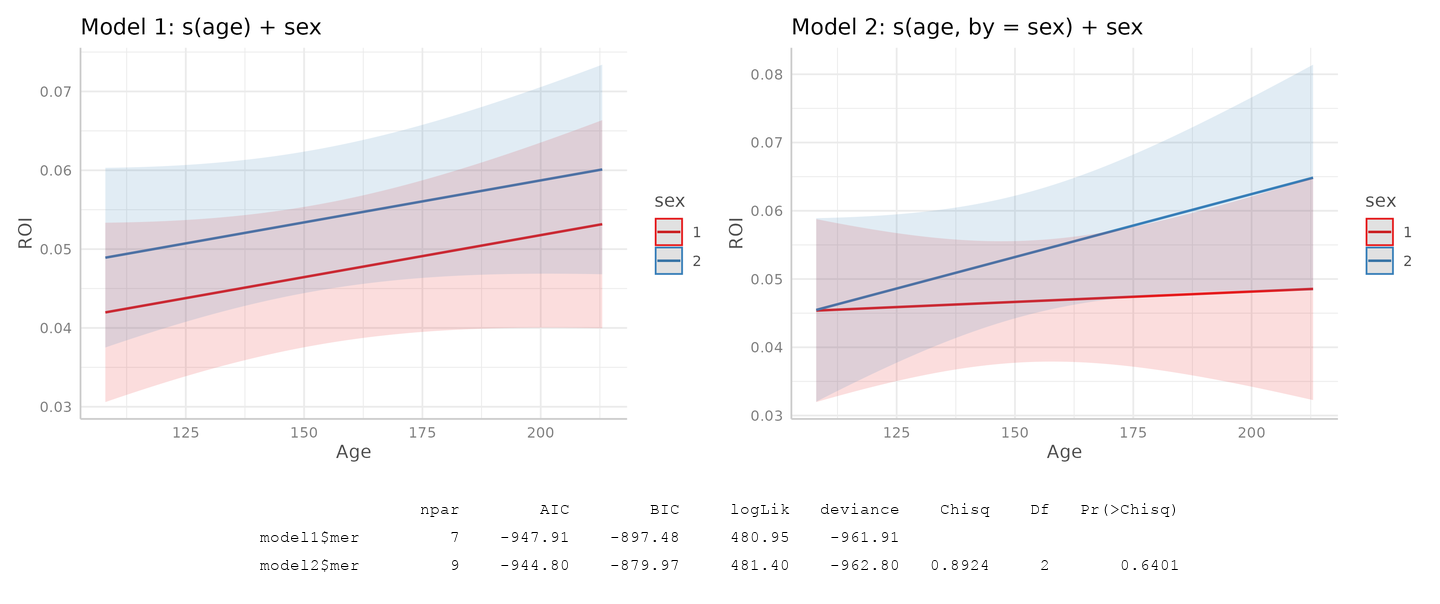 Model 1: s(age) + sex
0.07
0.06
0.05
0.04
0.03
ROI
125 150 175 200
Age
sex
1
2
Model 2: s(age, by = sex) + sex
0.08
0.07
0.06
0.05
0.04
0.03
ROI
125 150 175 200
Age
sex
1
2
npar AIC BIC logLik deviance Chisq Df Pr(>Chisq)
model1$mer 7 -947.91 -897.48 480.95 -961.91
model2$mer 9 -944.80 -879.97 481.40 -962.80 0.8924 2 0.6401